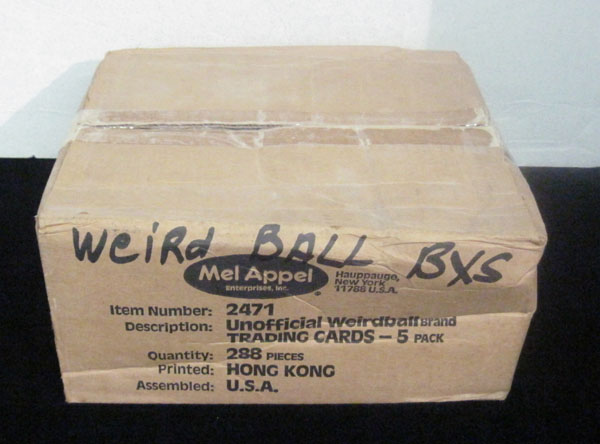 WeiRd BALL BXS
Mel Appel
Enterprises, Inc.
Hauppauge,
New York
11788 U.S.A.
Item Number: 2471
Description: Unofficial Weirdball Brand
TRADING CARDS – 5 PACK
Quantity: 288 PIECES
Printed: HONG KONG
Assembled: U.S.A.